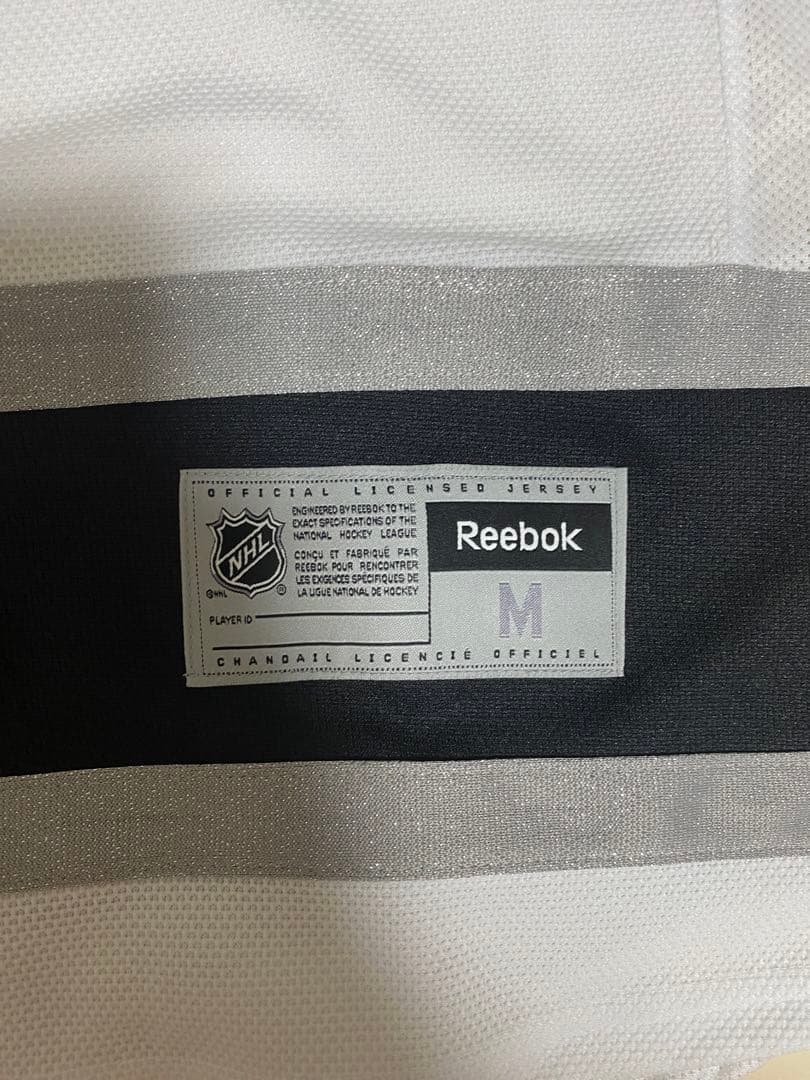 OFFICIAL LICENSED JERSEY
ENGINEERED BY REEBOK TO THE
EXACT SPECIFICATIONS OF THE
NATIONAL HOCKEY LEAGUE
CONÇU ET FABRIQUÉ PAR
REEBOK POUR RENCONTRER
LES EXIGENCES SPÉCIFIQUES DE
LA LIGUE NATIONAL DE HOCKEY
NHL
©NHL
®
PLAYER ID
Reebok
M
CHANDAIL LICENCIÉ OFFICIEL